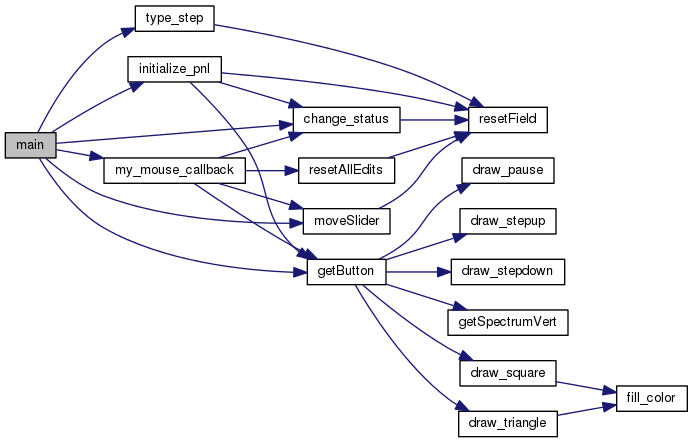 type_step
initialize_pnl
change_status
resetField
main
my_mouse_callback
resetAllEdits
draw_pause
moveSlider
draw_stepup
getButton
draw_stepdown
getSpectrumVert
draw_square
fill_color
draw_triangle